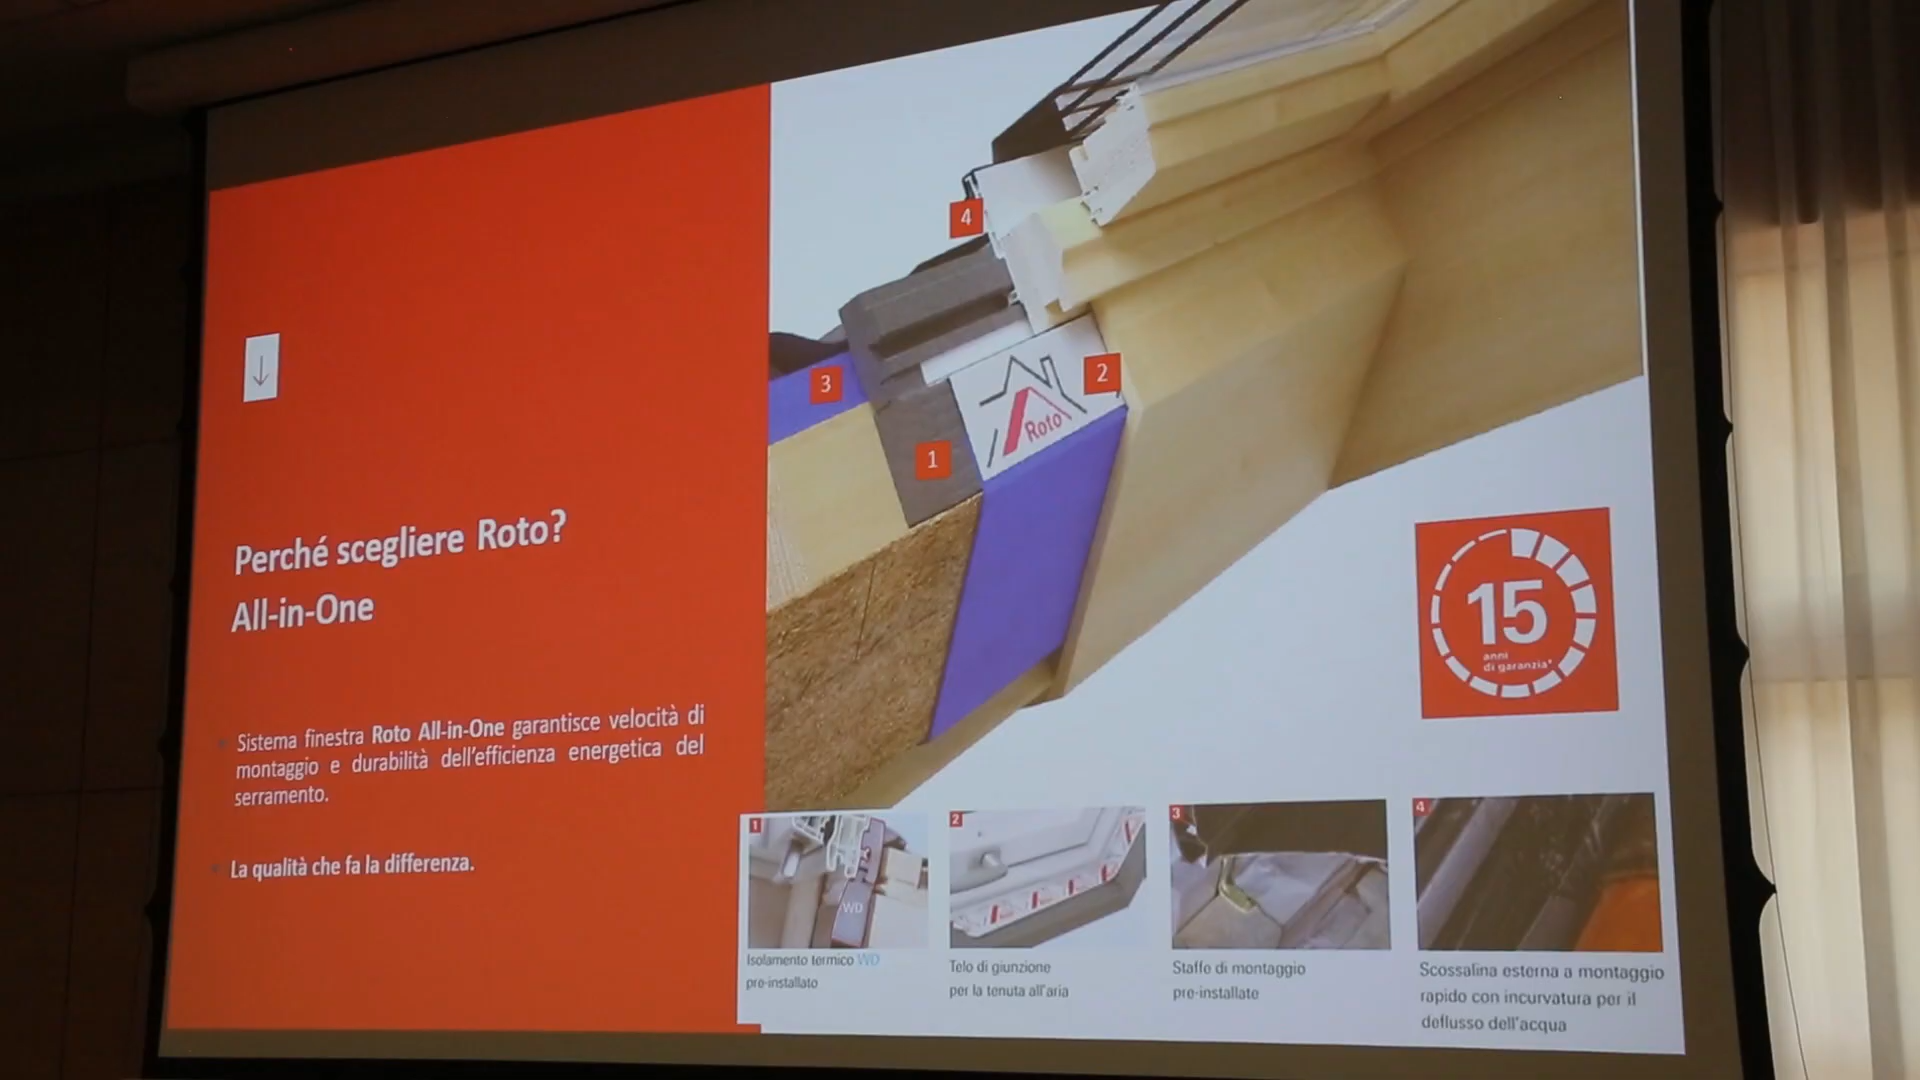 Perché scegliere Roto?
All-in-One
Sistema finestra Roto All-in-One garantisce velocità di
montaggio e durabilità dell'efficienza energetica del
serramento.
La qualità che fa la differenza.
4
3
2
1
Roto
15
anni
di garanzia*
1
WD
Isolamento termico WD
pre-installato
2
Telo di giunzione
per la tenuta all'aria
3
Staffe di montaggio
pre-installate
4
Scossalina esterna a montaggio
rapido con incurvatura per il
deflusso dell'acqua